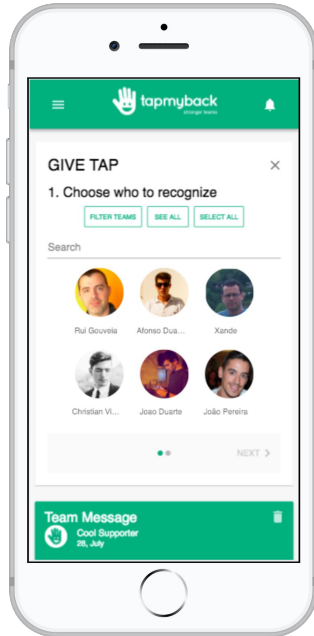 tapmyback
stronger teams
GIVE TAP
1. Choose who to recognize
FILTER TEAMS SEE ALL SELECT ALL
Search
Rui Gouveia Afonso Dua... Xande
Christian Vi... Joao Duarte João Pereira
NEXT
Team Message
Cool Supporter
28, July